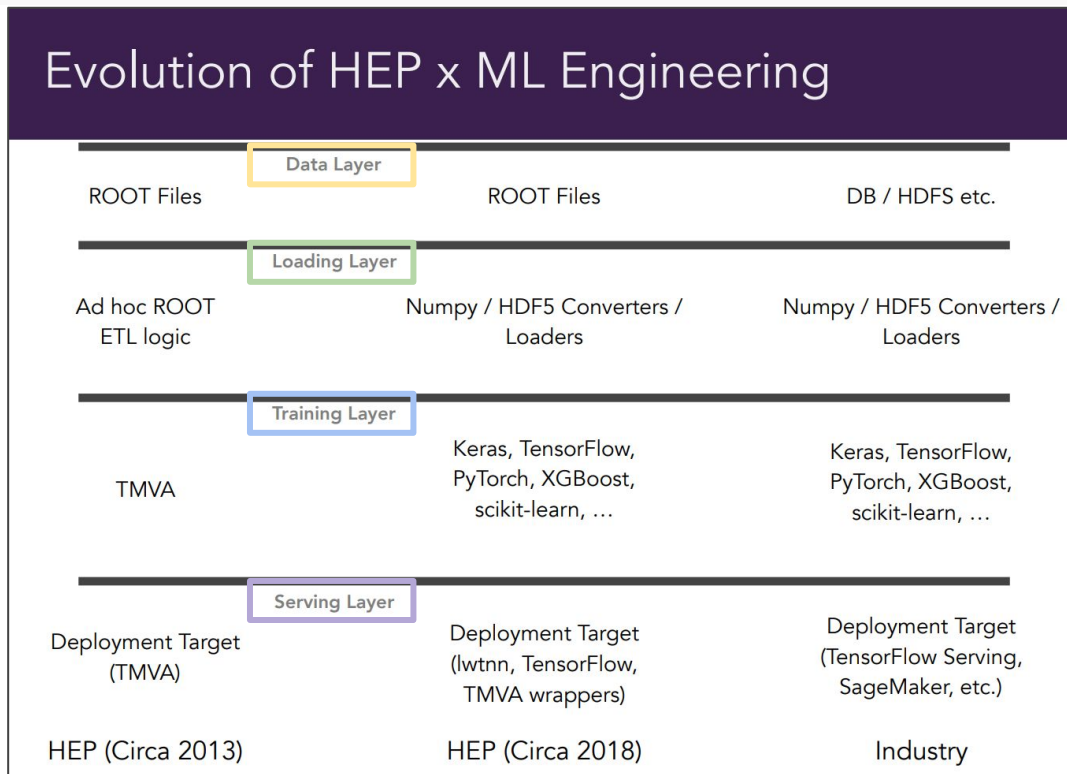 Evolution of HEP x ML Engineering
Data Layer
ROOT Files
ROOT Files
DB / HDFS etc.
Loading Layer
Ad hoc ROOT
ETL logic
Numpy / HDF5 Converters /
Loaders
Numpy / HDF5 Converters /
Loaders
Training Layer
TMVA
Keras, TensorFlow,
PyTorch, XGBoost,
scikit-learn, …
Keras, TensorFlow,
PyTorch, XGBoost,
scikit-learn, …
Serving Layer
Deployment Target
(TMVA)
Deployment Target
(lwtnn, TensorFlow,
TMVA wrappers)
Deployment Target
(TensorFlow Serving,
SageMaker, etc.)
HEP (Circa 2013)
HEP (Circa 2018)
Industry